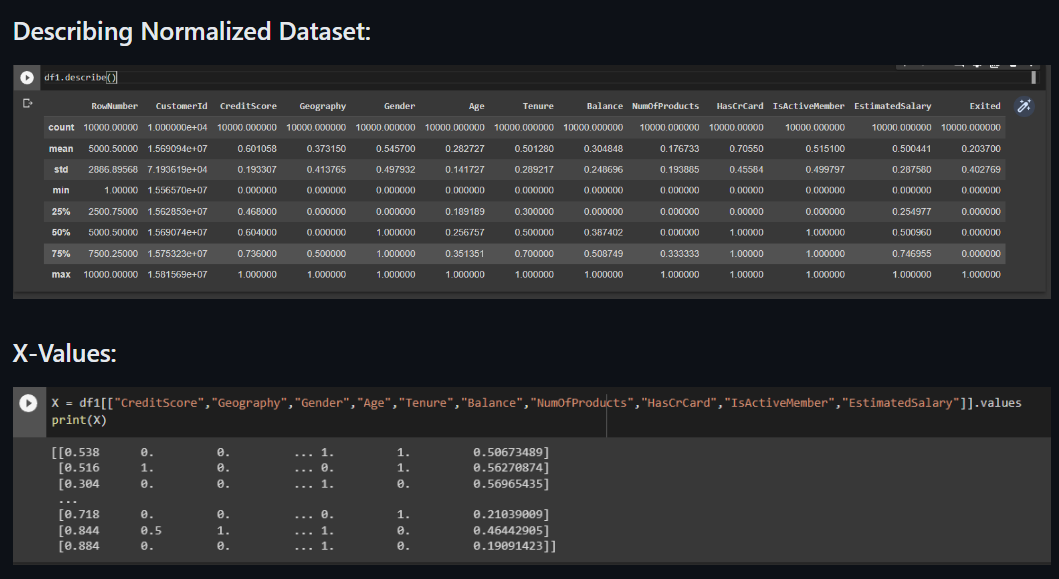 Describing Normalized Dataset:
df1.describe()
RowNumber CustomerId CreditScore Geography Gender Age Tenure Balance NumOfProducts HasCrCard IsActiveMember EstimatedSalary Exited
count 10000.00000 1.000000e+04 10000.000000 10000.000000 10000.000000 10000.000000 10000.000000 10000.000000 10000.000000 10000.00000 10000.000000 10000.000000 10000.000000
mean 5000.50000 1.569094e+07 0.601058 0.373150 0.545700 0.282727 0.501280 0.304848 0.176733 0.70550 0.515100 0.500441 0.203700
std 2886.89568 7.193619e+04 0.193307 0.413765 0.497932 0.141727 0.289217 0.248696 0.193885 0.45584 0.499797 0.287580 0.402769
min 1.00000 1.556570e+07 0.000000 0.000000 0.000000 0.000000 0.000000 0.000000 0.000000 0.00000 0.000000 0.000000 0.000000
25% 2500.75000 1.562853e+07 0.468000 0.000000 0.000000 0.189189 0.300000 0.000000 0.000000 0.00000 0.000000 0.254977 0.000000
50% 5000.50000 1.569074e+07 0.604000 0.000000 1.000000 0.256757 0.500000 0.387402 0.000000 1.00000 1.000000 0.500960 0.000000
75% 7500.25000 1.575323e+07 0.736000 0.500000 1.000000 0.351351 0.700000 0.508749 0.333333 1.00000 1.000000 0.746955 0.000000
max 10000.00000 1.581569e+07 1.000000 1.000000 1.000000 1.000000 1.000000 1.000000 1.000000 1.00000 1.000000 1.000000 1.000000
X-Values:
X = df1[["CreditScore","Geography","Gender","Age","Tenure","Balance","NumOfProducts","HasCrCard","IsActiveMember","EstimatedSalary"]].values
print(X)
[[0.538 0. 0. ... 1. 1. 0.50673489]
[0.516 1. 0. ... 0. 1. 0.56270874]
[0.304 0. 0. ... 1. 0. 0.56965435]
...
[0.718 0. 0. ... 0. 1. 0.21039009]
[0.844 0.5 1. ... 1. 0. 0.46442905]
[0.884 0. 0. ... 1. 0. 0.19091423]]